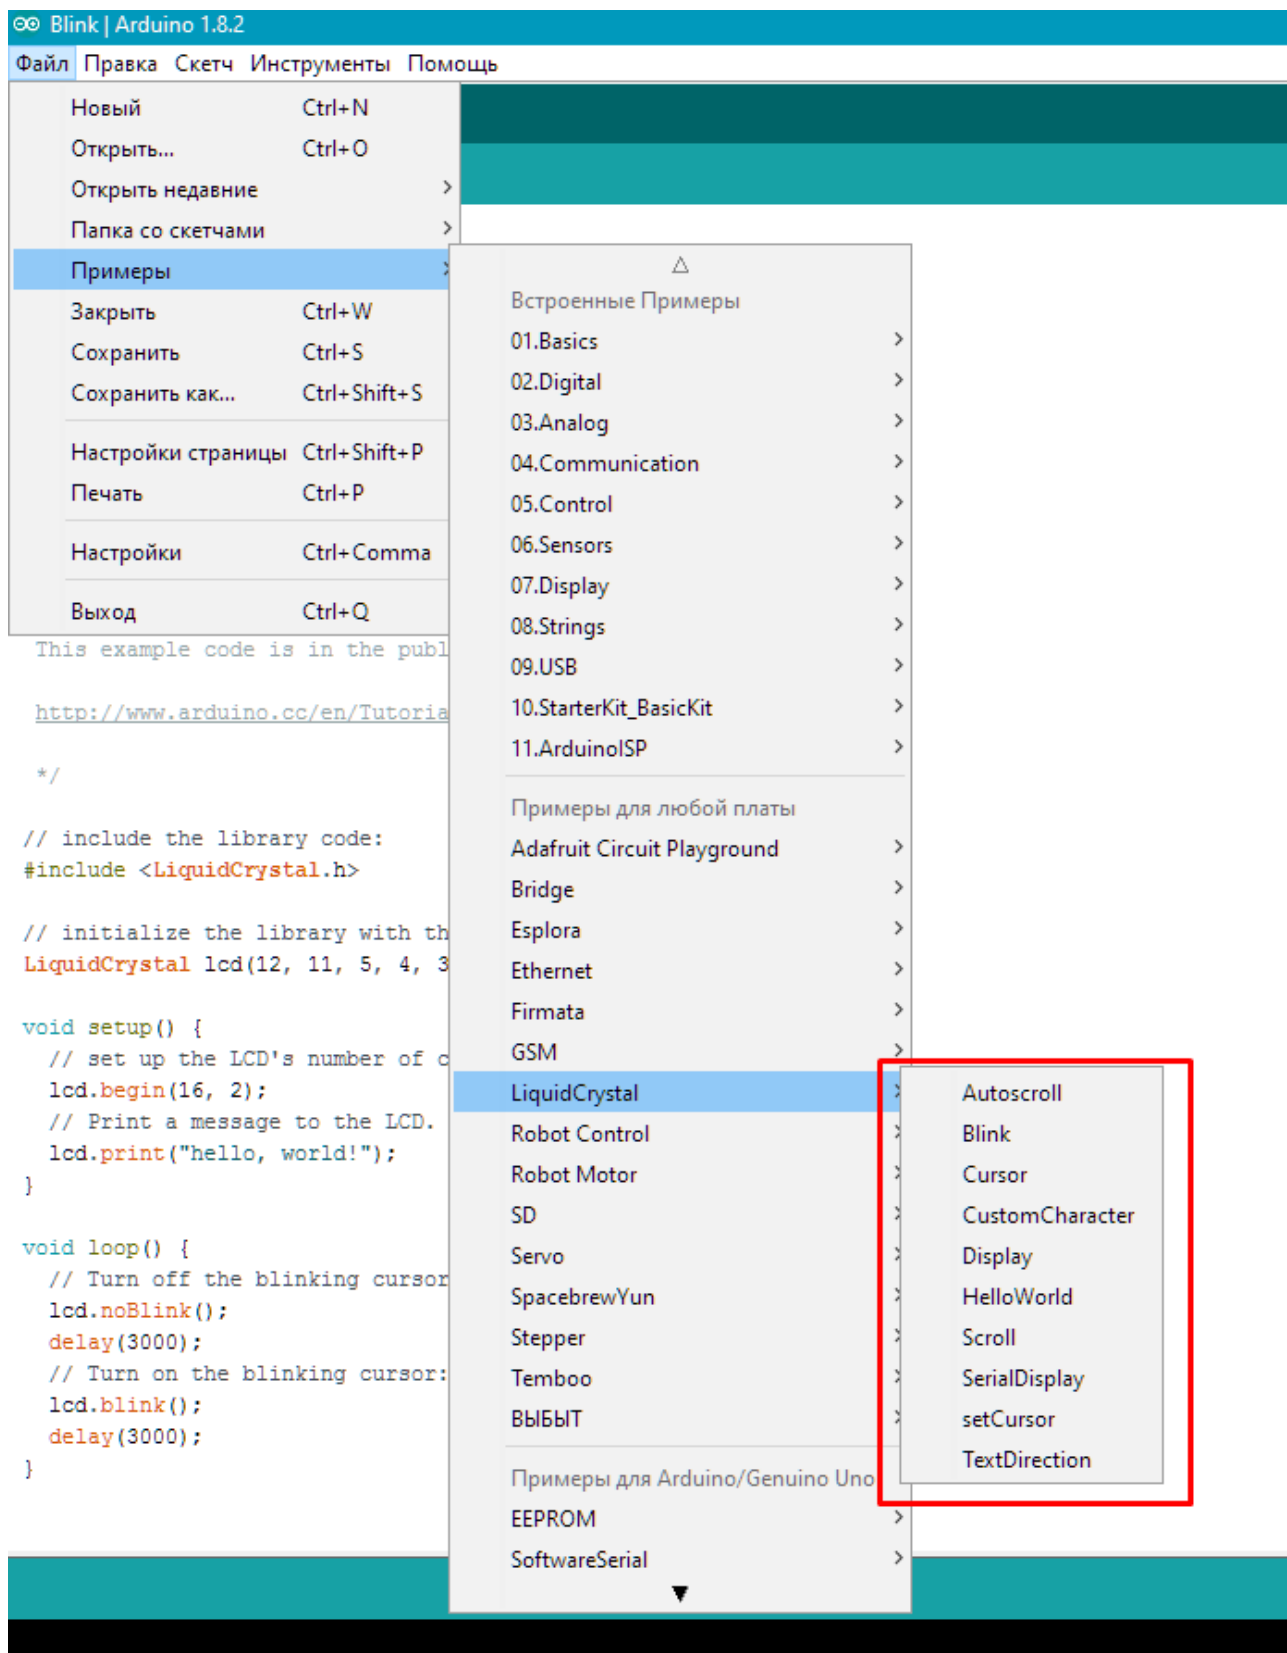 Blink | Arduino 1.8.2
Файл Правка Скетч Инструменты Помощь
Новый Ctrl+N
Открыть... Ctrl+O
Открыть недавние
Папка со скетчами
Примеры
Закрыть Ctrl+W
Сохранить Ctrl+S
Сохранить как... Ctrl+Shift+S
Настройки страницы Ctrl+Shift+P
Печать Ctrl+P
Настройки Ctrl+Comma
Выход Ctrl+Q
Встроенные Примеры
01.Basics
02.Digital
03.Analog
04.Communication
05.Control
06.Sensors
07.Display
08.Strings
09.USB
10.StarterKit_BasicKit
11.ArduinoISP
Примеры для любой платы
Adafruit Circuit Playground
Bridge
Esplora
Ethernet
Firmata
GSM
LiquidCrystal
Robot Control
Robot Motor
SD
Servo
SpacebrewYun
Stepper
Temboo
ВЫБЫТ
Примеры для Arduino/Genuino Uno
EEPROM
SoftwareSerial
Autoscroll
Blink
Cursor
CustomCharacter
Display
HelloWorld
Scroll
SerialDisplay
setCursor
TextDirection
This example code is in the publ
http://www.arduino.cc/en/Tutoria
*/
// include the library code:
#include <LiquidCrystal.h>
// initialize the library with th
LiquidCrystal lcd(12, 11, 5, 4, 3
void setup() {
// set up the LCD's number of c
lcd.begin(16, 2);
// Print a message to the LCD.
lcd.print("hello, world!");
}
void loop() {
// Turn off the blinking cursor
lcd.noBlink();
delay(3000);
// Turn on the blinking cursor:
lcd.blink();
delay(3000);
}